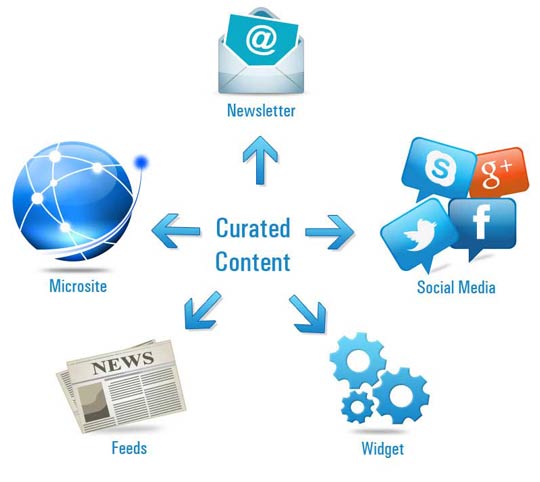 @
Newsletter
S
g+
f
Curated
Content
Microsite
Social Media
NEWS
Feeds
Widget